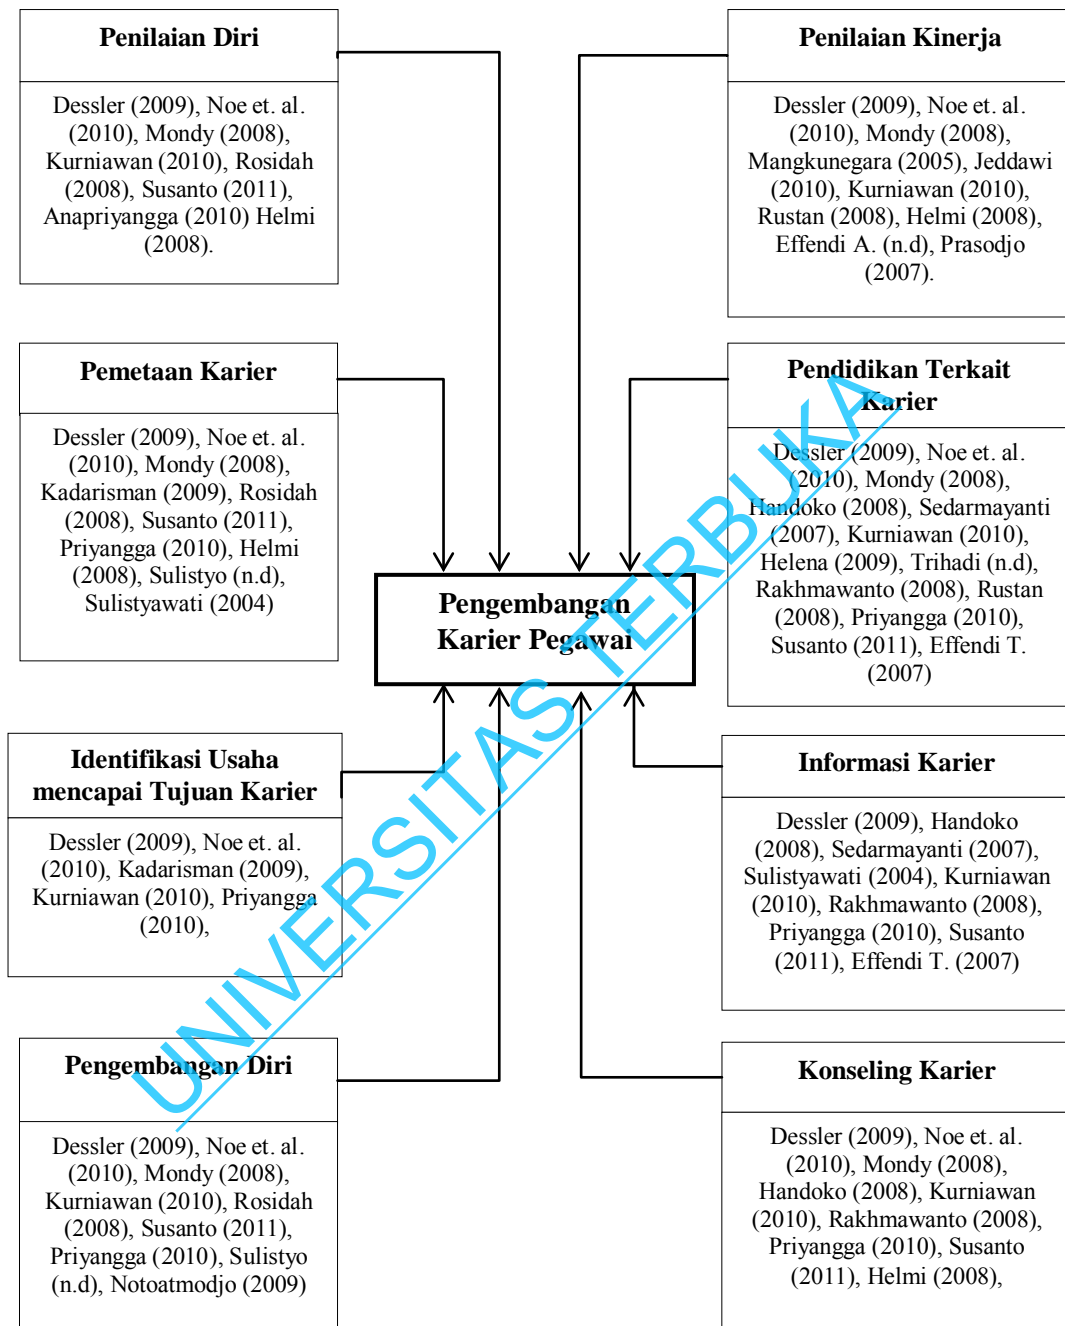 Penilaian Diri
Dessler (2009), Noe et. al.
(2010), Mondy (2008),
Kurniawan (2010), Rosidah
(2008), Susanto (2011),
Anapriyangga (2010) Helmi
(2008).
Penilaian Kinerja
Dessler (2009), Noe et. al.
(2010), Mondy (2008),
Mangkunegara (2005), Jeddawi
(2010), Kurniawan (2010),
Rustan (2008), Helmi (2008),
Effendi A. (n.d), Prasodjo
(2007).
Pemetaan Karier
Dessler (2009), Noe et. al.
(2010), Mondy (2008),
Kadarisman (2009), Rosidah
(2008), Susanto (2011),
Priyangga (2010), Helmi
(2008), Sulistyo (n.d),
Sulistyawati (2004)
Pendidikan Terkait
Karier
Dessler (2009), Noe et. al.
(2010), Mondy (2008),
Handoko (2008), Sedarmayanti
(2007), Kurniawan (2010),
Helena (2009), Trihadi (n.d),
Rakhmawanto (2008), Rustan
(2008), Priyangga (2010),
Susanto (2011), Effendi T.
(2007)
Pengembangan
Karier Pegawai
Identifikasi Usaha
mencapai Tujuan Karier
Dessler (2009), Noe et. al.
(2010), Kadarisman (2009),
Kurniawan (2010), Priyangga
(2010),
Informasi Karier
Dessler (2009), Handoko
(2008), Sedarmayanti (2007),
Sulistyawati (2004), Kurniawan
(2010), Rakhmawanto (2008),
Priyangga (2010), Susanto
(2011), Effendi T. (2007)
Pengembangan Diri
Dessler (2009), Noe et. al.
(2010), Mondy (2008),
Kurniawan (2010), Rosidah
(2008), Susanto (2011),
Priyangga (2010), Sulistyo
(n.d), Notoatmodjo (2009)
Konseling Karier
Dessler (2009), Noe et. al.
(2010), Mondy (2008),
Handoko (2008), Kurniawan
(2010), Rakhmawanto (2008),
Priyangga (2010), Susanto
(2011), Helmi (2008),
UNIVERSITAS TERBUKA